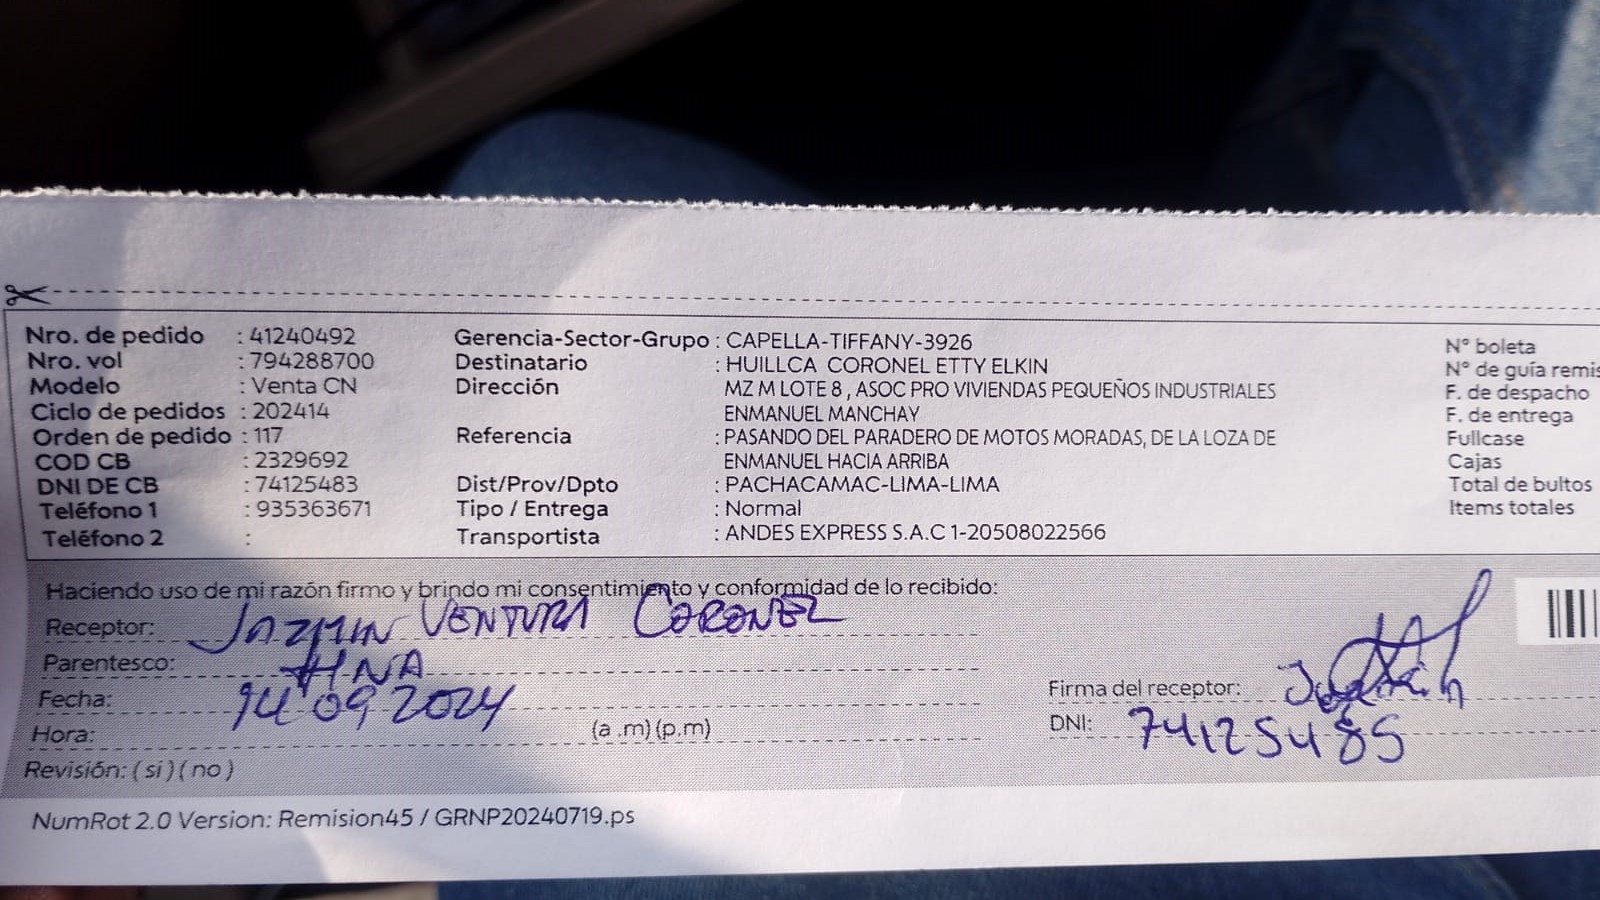 Nro. de pedido : 41240492 Gerencia-Sector-Grupo : CAPELLA-TIFFANY-3926 N° boleta
Nro. vol : 794288700 Destinatario : HUILLCA CORONEL ETTY ELKIN N° de guía remis
Modelo : Venta CN Dirección MZ M LOTE 8 , ASOC PRO VIVIENDAS PEQUEÑOS INDUSTRIALES F. de despacho
Ciclo de pedidos : 202414 ENMANUEL MANCHAY F. de entrega
Orden de pedido : 117 Referencia : PASANDO DEL PARADERO DE MOTOS MORADAS, DE LA LOZA DE Fullcase
COD CB : 2329692 ENMANUEL HACIA ARRIBA Cajas
DNI DE CB : 74125483 Dist/Prov/Dpto : PACHACAMAC-LIMA-LIMA Total de bultos
Teléfono 1 : 935363671 Tipo / Entrega : Normal Items totales
Teléfono 2 : Transportista : ANDES EXPRESS S.A.C 1-20508022566
Haciendo uso de mi razón firmo y brindo mi consentimiento y conformidad de lo recibido:
Receptor: JAZMIN VENTURA CORONEL
Parentesco: HNA
Fecha: 14 09 2024 Firma del receptor:
Hora: (a .m)(p.m) DNI: 74125485
Revisión: ( si ) ( no )
NumRot 2.0 Version: Remision45 / GRNP20240719.ps